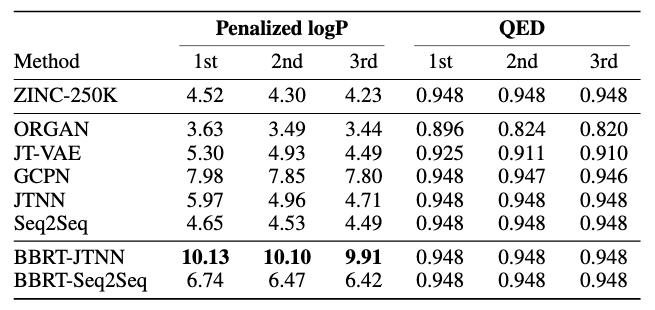 Penalized logP QED
Method 1st 2nd 3rd 1st 2nd 3rd
ZINC-250K 4.52 4.30 4.23 0.948 0.948 0.948
ORGAN 3.63 3.49 3.44 0.896 0.824 0.820
JT-VAE 5.30 4.93 4.49 0.925 0.911 0.910
GCPN 7.98 7.85 7.80 0.948 0.947 0.946
JTNN 5.97 4.96 4.71 0.948 0.948 0.948
Seq2Seq 4.65 4.53 4.49 0.948 0.948 0.948
BBRT-JTNN 10.13 10.10 9.91 0.948 0.948 0.948
BBRT-Seq2Seq 6.74 6.47 6.42 0.948 0.948 0.948